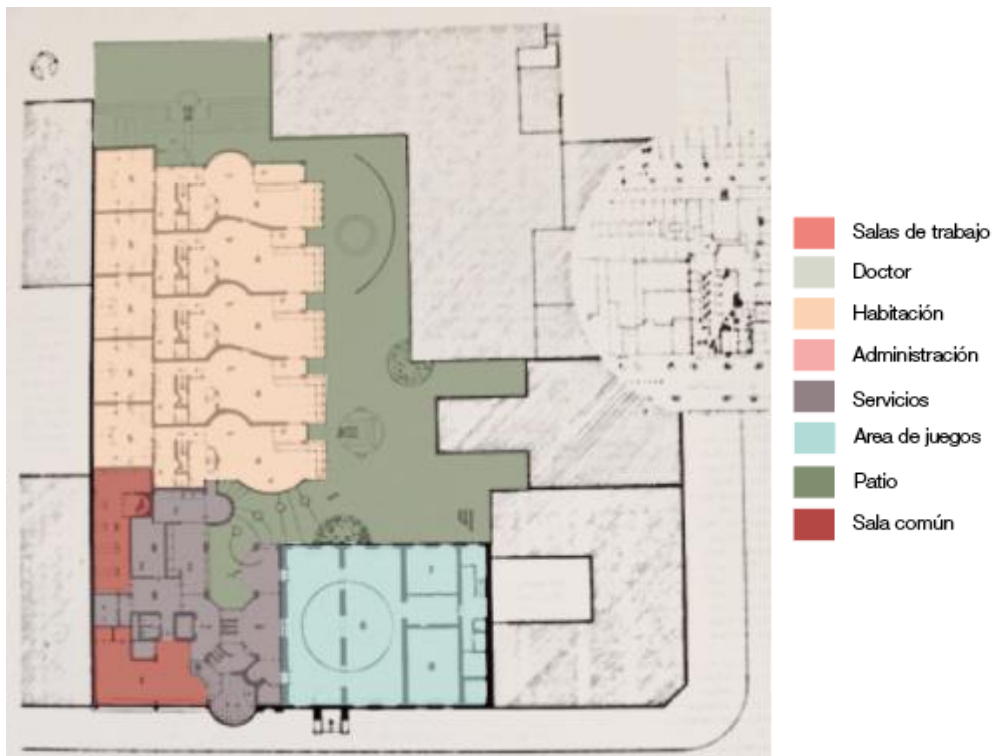 Salas de trabajo
Doctor
Habitación
Administración
Servicios
Area de juegos
Patio
Sala común